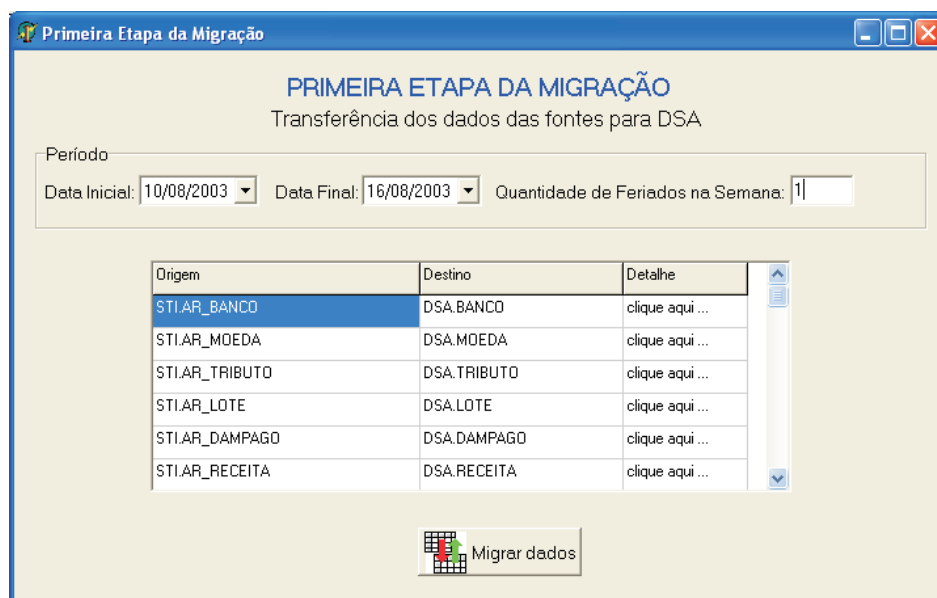 Primeira Etapa da Migração
PRIMEIRA ETAPA DA MIGRAÇÃO
Transferência dos dados das fontes para DSA
Período
Data Inicial: 10/08/2003 Data Final: 16/08/2003 Quantidade de Feriados na Semana: 1
Origem Destino Detalhe
STI.AR_BANCO DSA.BANCO clique aqui ...
STI.AR_MOEDA DSA.MOEDA clique aqui ...
STI.AR_TRIBUTO DSA.TRIBUTO clique aqui ...
STI.AR_LOTE DSA.LOTE clique aqui ...
STI.AR_DAMPAGO DSA.DAMPAGO clique aqui ...
STI.AR_RECEITA DSA.RECEITA clique aqui ...
Migrar dados